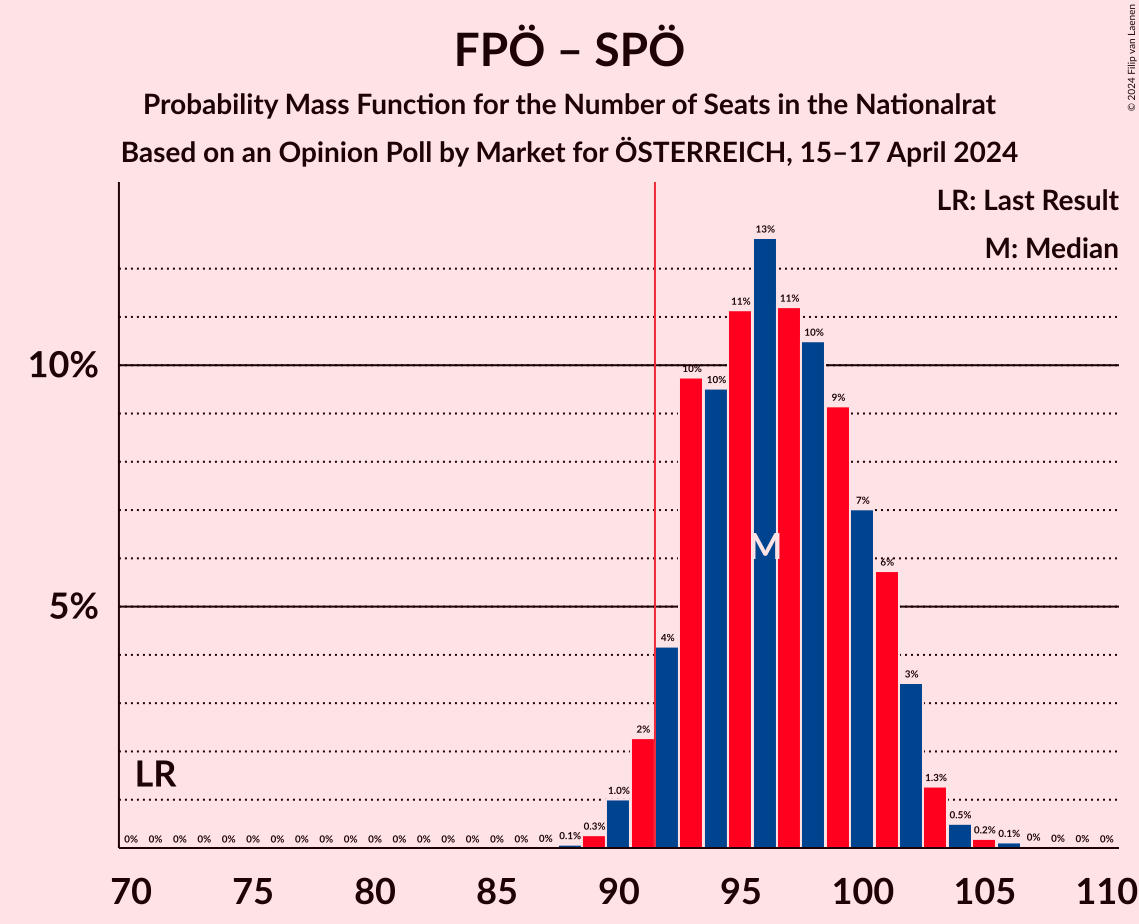 FPÖ – SPÖ
Probability Mass Function for the Number of Seats in the Nationalrat
Based on an Opinion Poll by Market for ÖSTERREICH, 15–17 April 2024
© 2024 Filip van Laenen
LR: Last Result
M: Median
10%
5%
LR
M
0% 0% 0% 0% 0% 0% 0% 0% 0% 0% 0% 0% 0% 0% 0% 0% 0% 0% 0.1% 0.3% 1.0% 2% 4% 10% 10% 11% 13% 11% 10% 9% 7% 6% 3% 1.3% 0.5% 0.2% 0.1% 0% 0% 0% 0%
70 75 80 85 90 95 100 105 110